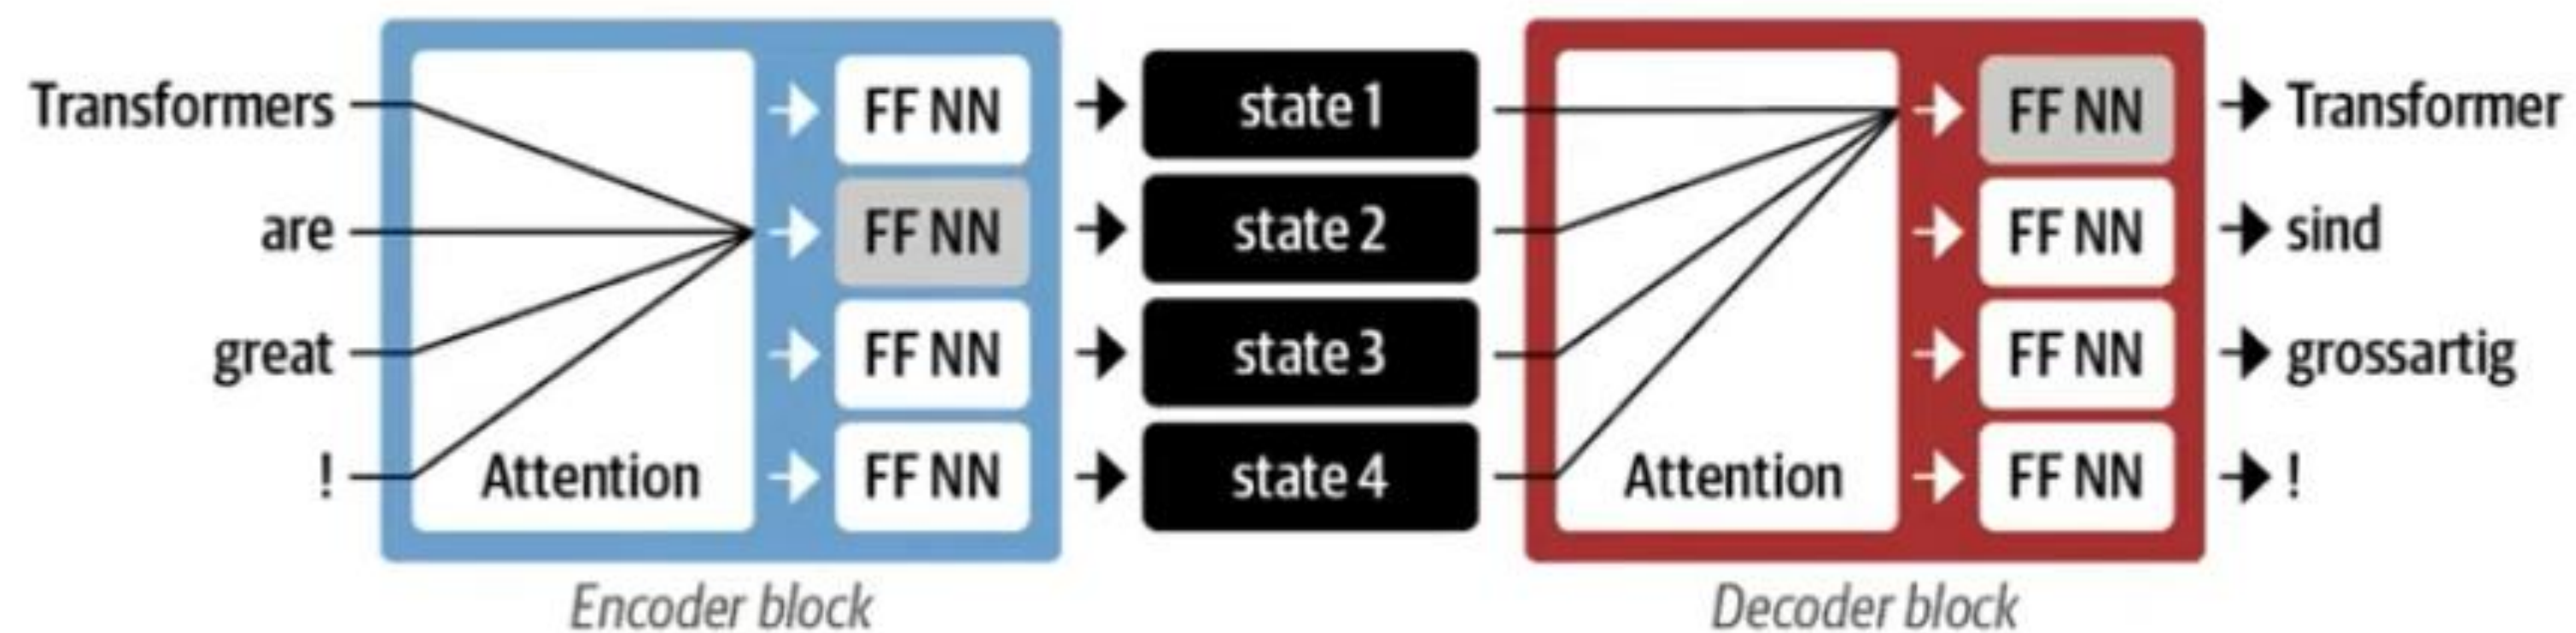 Transformers
are
great
!
Attention
FF NN
FF NN
FF NN
FF NN
Encoder block
state 1
state 2
state 3
state 4
Attention
FF NN
FF NN
FF NN
FF NN
Decoder block
Transformer
sind
grossartig
!